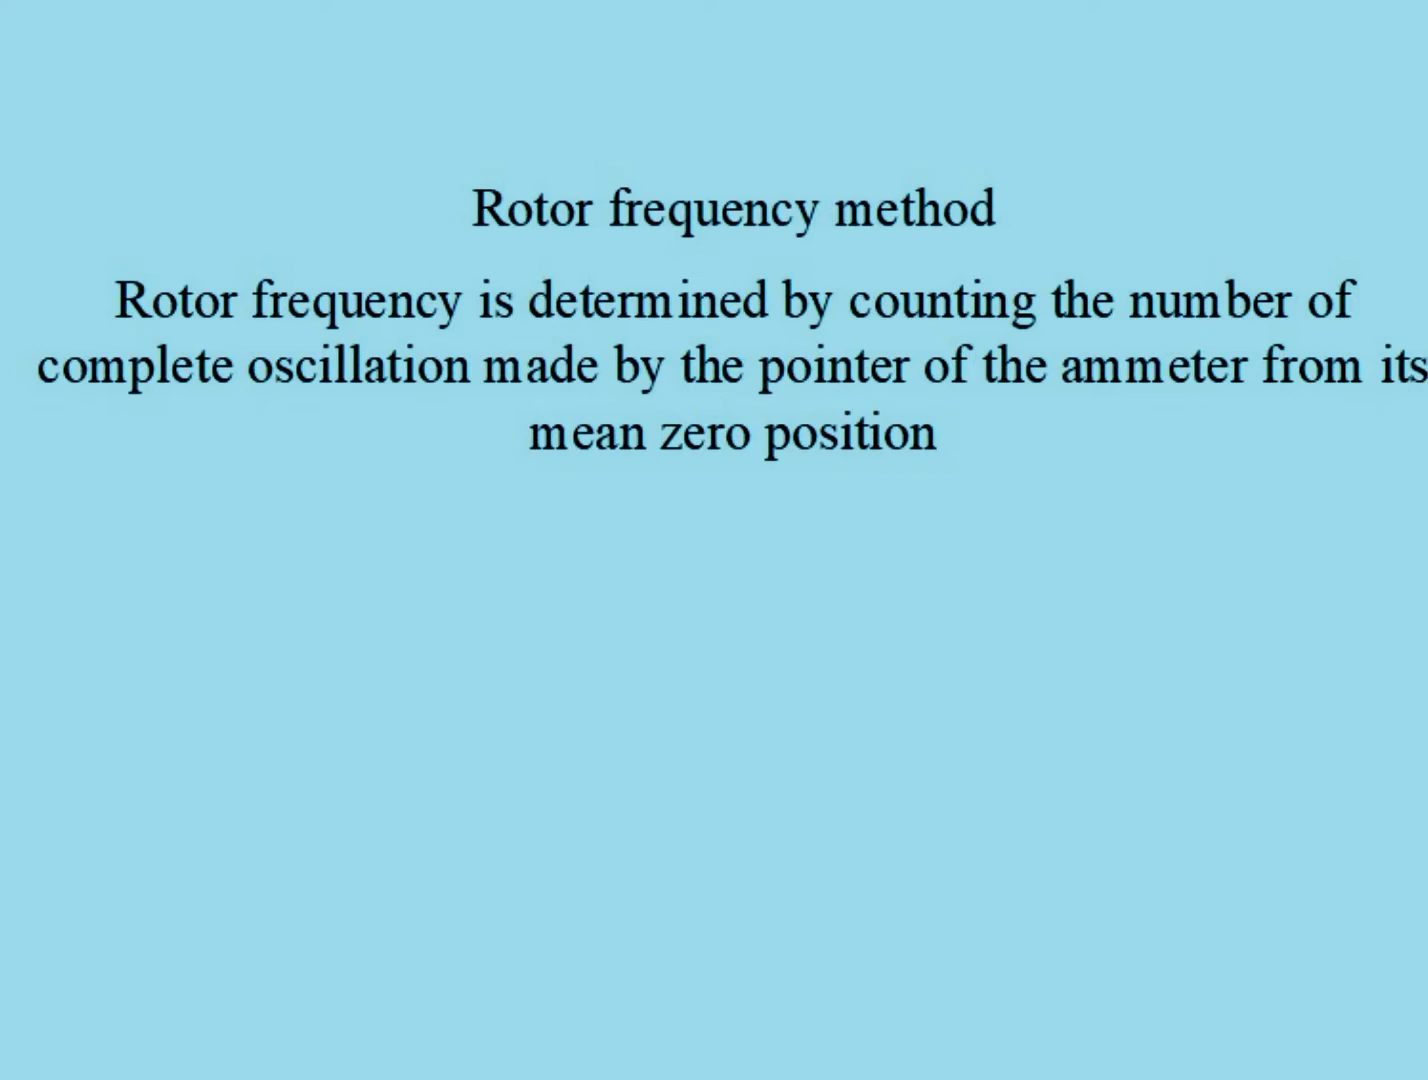 Rotor frequency method
Rotor frequency is determined by counting the number of
complete oscillation made by the pointer of the ammeter from its
mean zero position